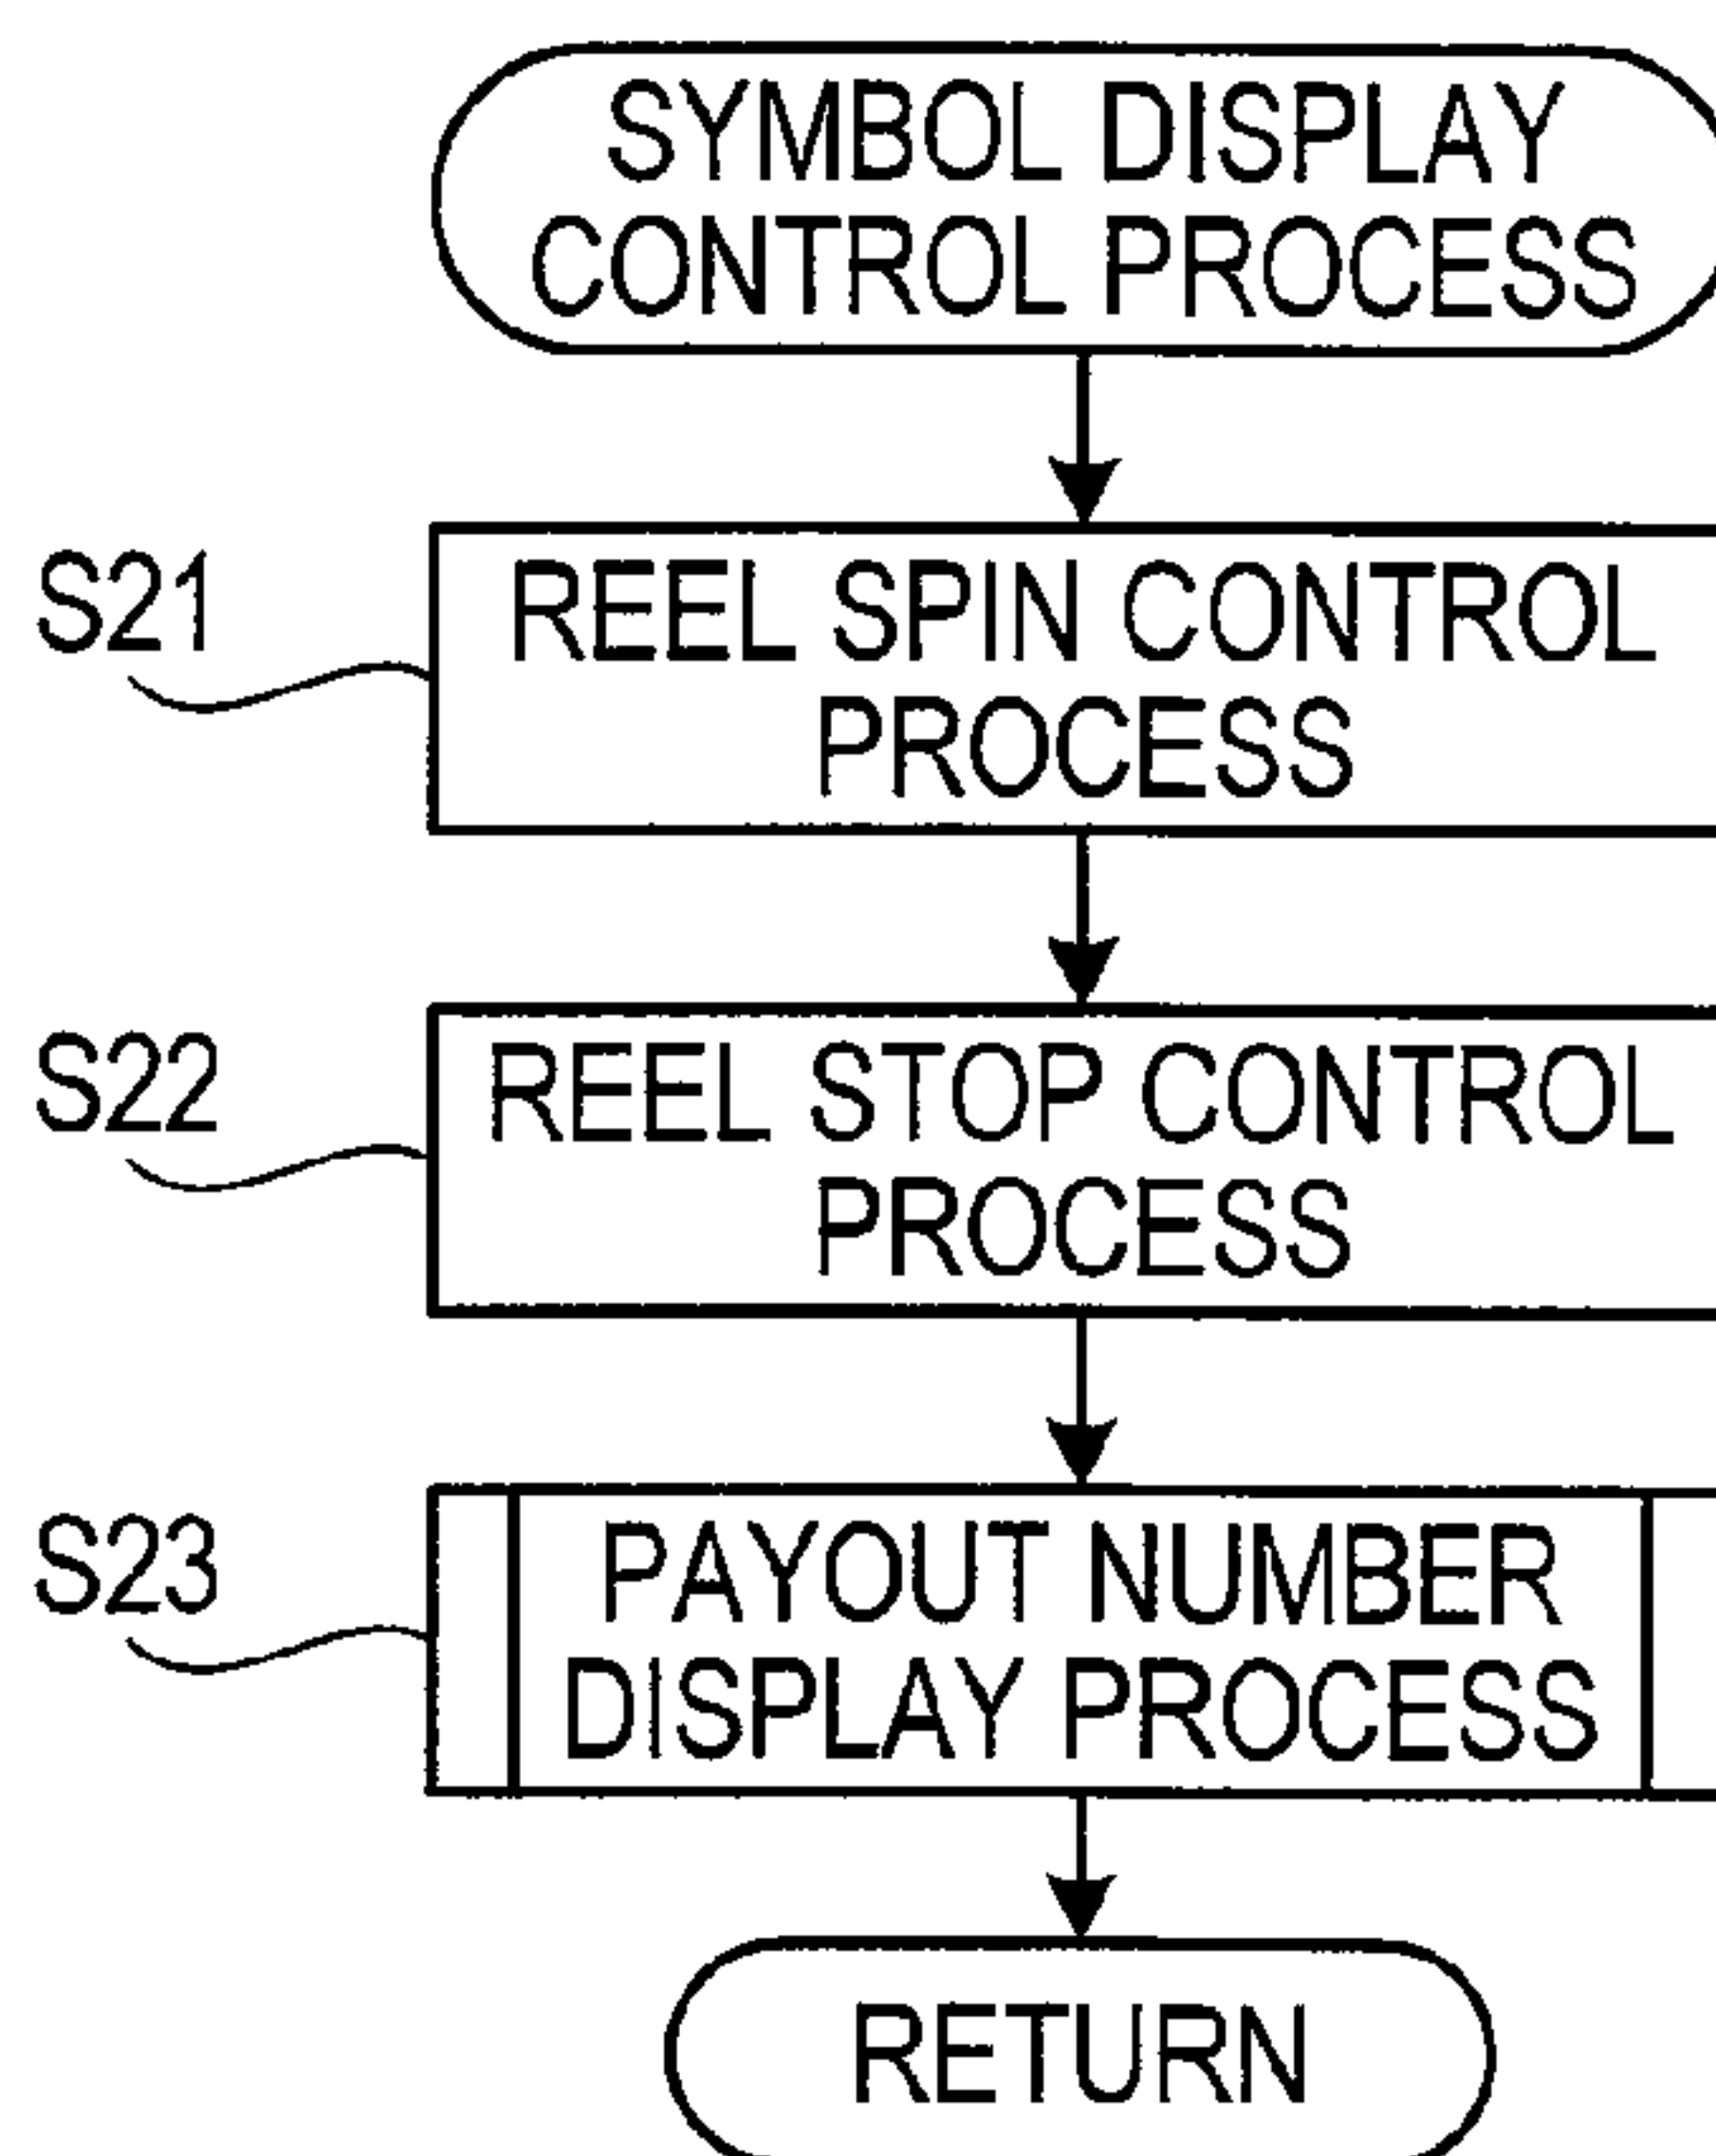 SYMBOL DISPLAY
CONTROL PROCESS
S21
REEL SPIN CONTROL
PROCESS
S22
REEL STOP CONTROL
PROCESS
S23
PAYOUT NUMBER
DISPLAY PROCESS
RETURN